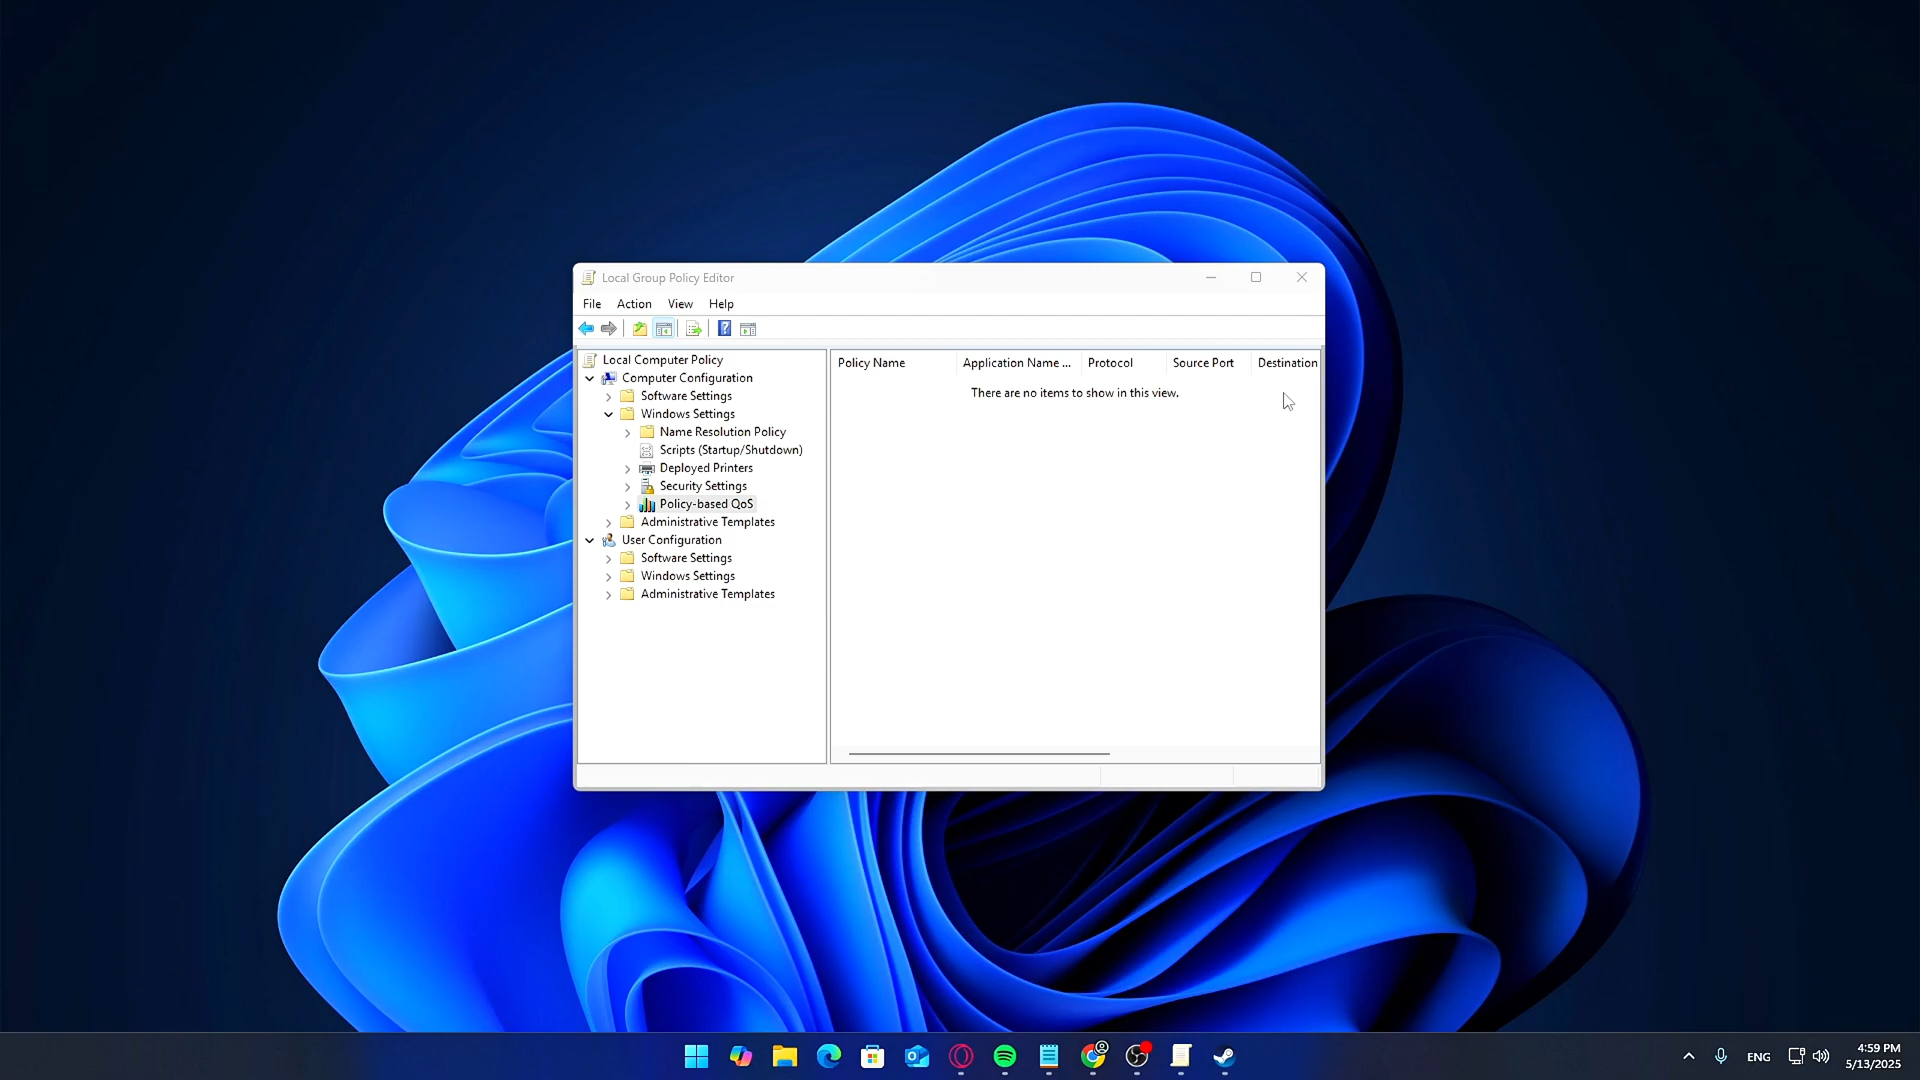 Local Group Policy Editor
File Action View Help
Local Computer Policy
Computer Configuration
Software Settings
Windows Settings
Name Resolution Policy
Scripts (Startup/Shutdown)
Deployed Printers
Security Settings
Policy-based QoS
Administrative Templates
User Configuration
Software Settings
Windows Settings
Administrative Templates
Policy Name Application Name ... Protocol Source Port Destination
There are no items to show in this view.
ENG
4:59 PM
5/13/2025